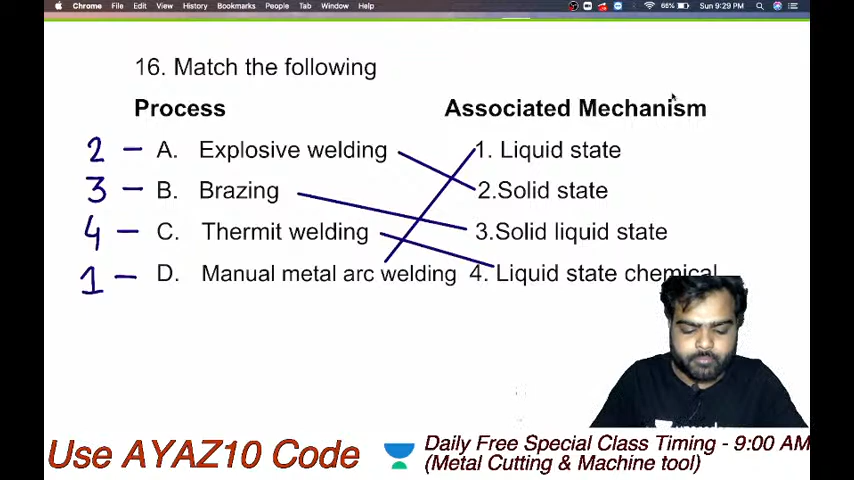 Chrome File Edit View History Bookmarks People Tab Window Help 66% Sun 9:29 PM
16. Match the following
Process Associated Mechanism
2 – A. Explosive welding 1. Liquid state
3 – B. Brazing 2.Solid state
4 – C. Thermit welding 3.Solid liquid state
1 – D. Manual metal arc welding 4. Liquid state chemical
Use AYAZ10 Code
Daily Free Special Class Timing - 9:00 AM
(Metal Cutting & Machine tool)